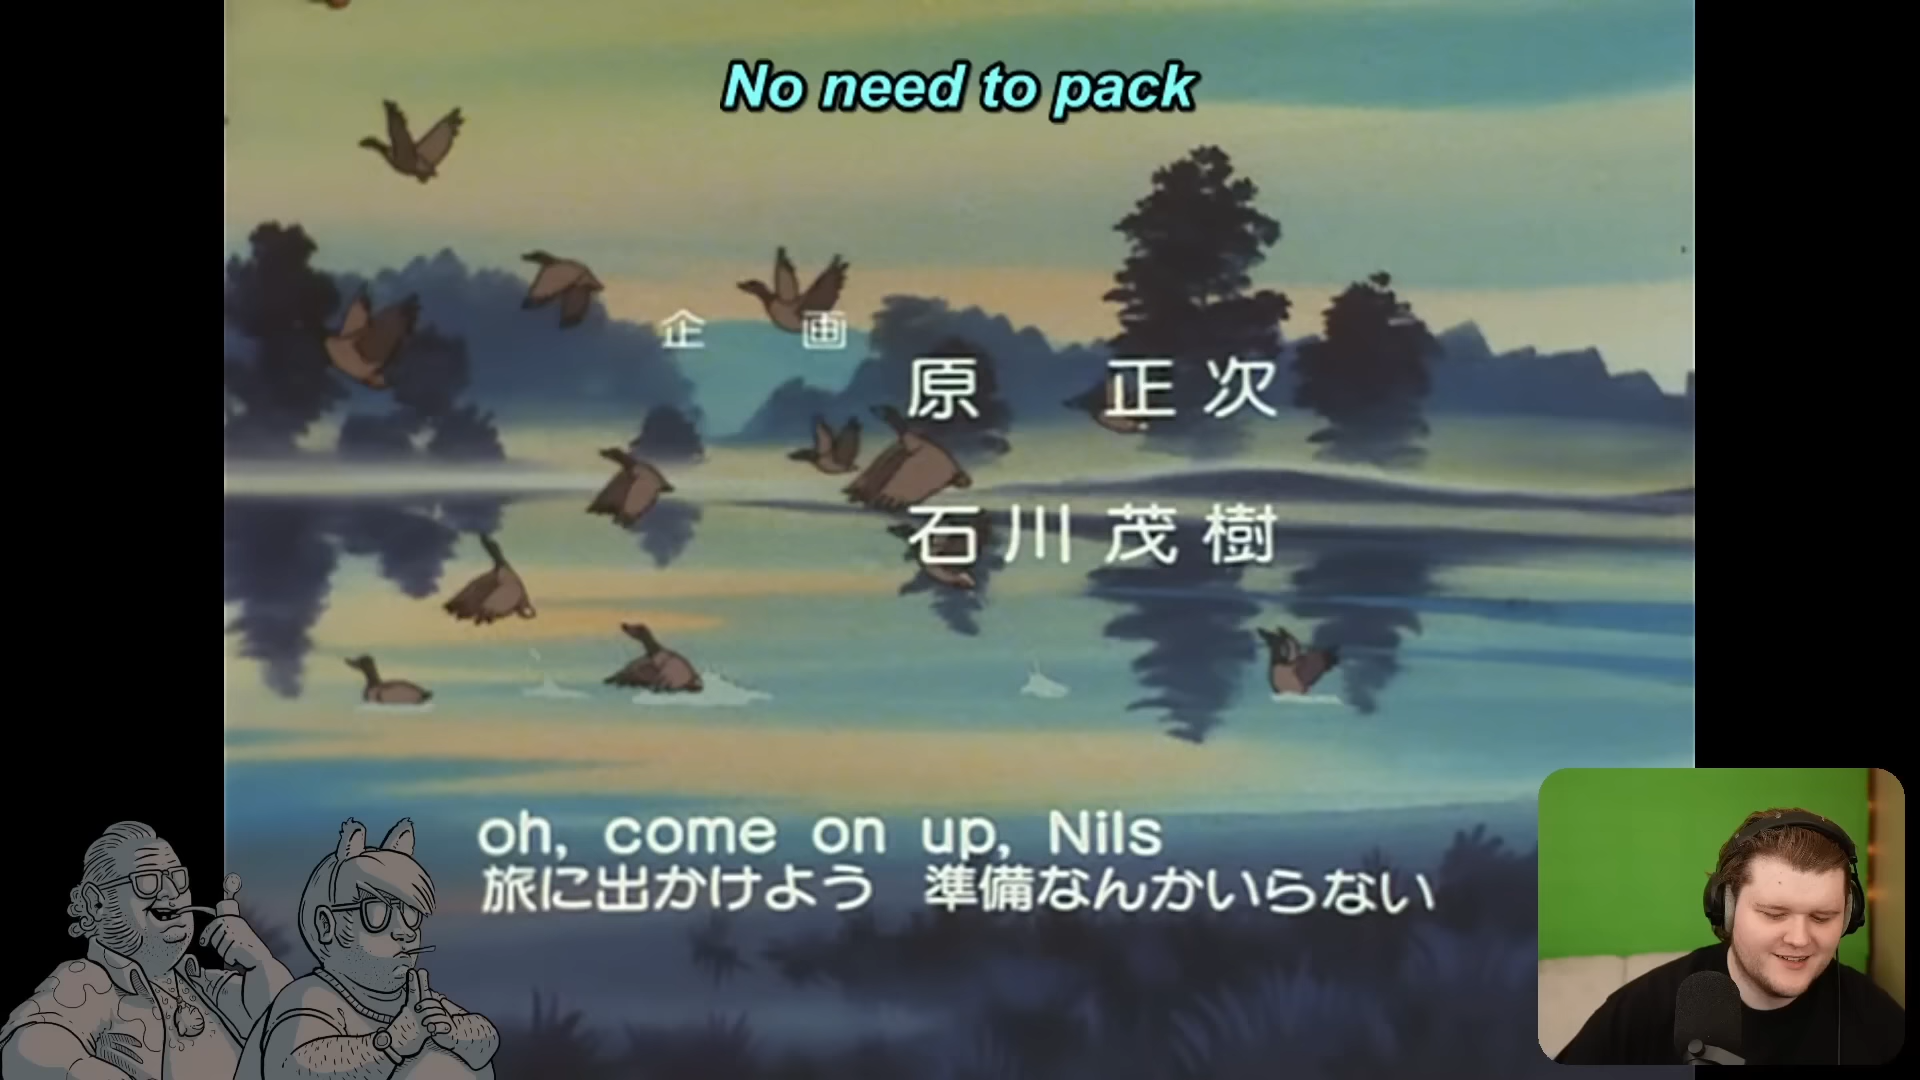 No need to pack
企画
原 正次
石川茂樹
oh, come on up, Nils
旅に出かけよう 準備なんかいらない